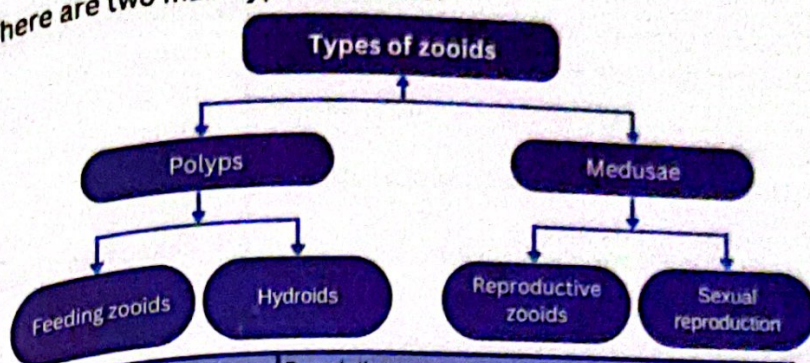 here are two
Types of zooids
Polyps
Medusae
Feeding zooids
Hydroids
Reproductive
zooids
Sexual
reproduction